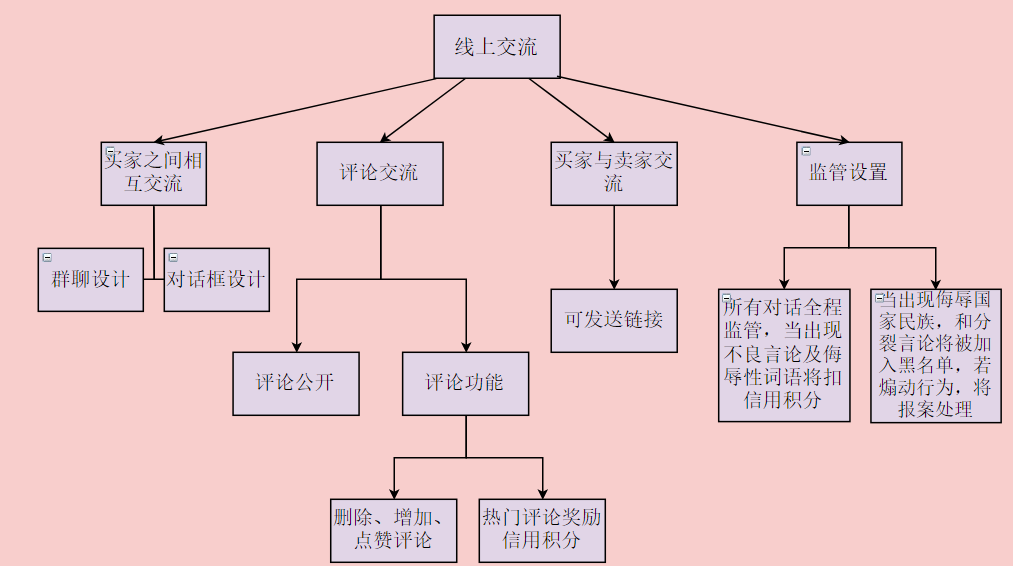 线上交流
买家之间相
互交流
评论交流
买家与卖家交
流
监管设置
群聊设计
对话框设计
可发送链接
所有对话全程
监管，当出现
不良言论及侮
辱性词语将扣
信用积分
当出现侮辱国
家民族，和分
裂言论将被加
入黑名单，若
煽动行为，将
报案处理
评论公开
评论功能
删除、增加、
点赞评论
热门评论奖励
信用积分